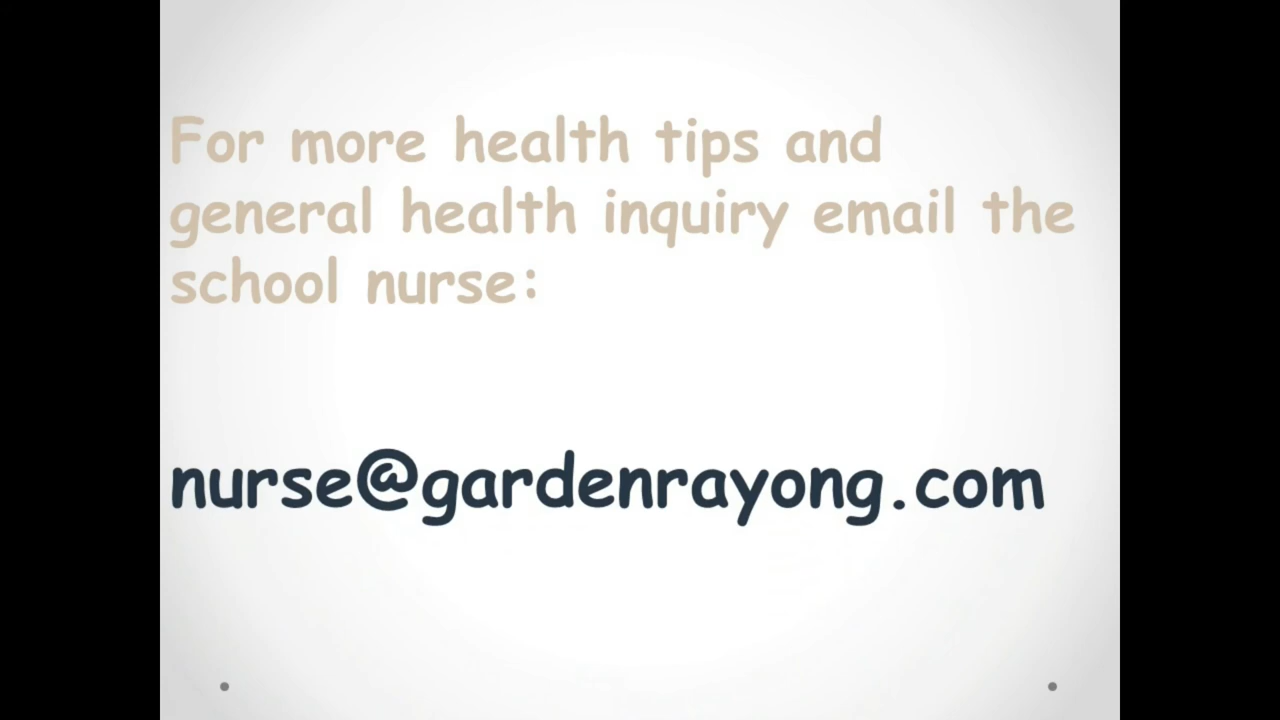 For more health tips and
general health inquiry email the
school nurse:
nurse@gardenrayong.com